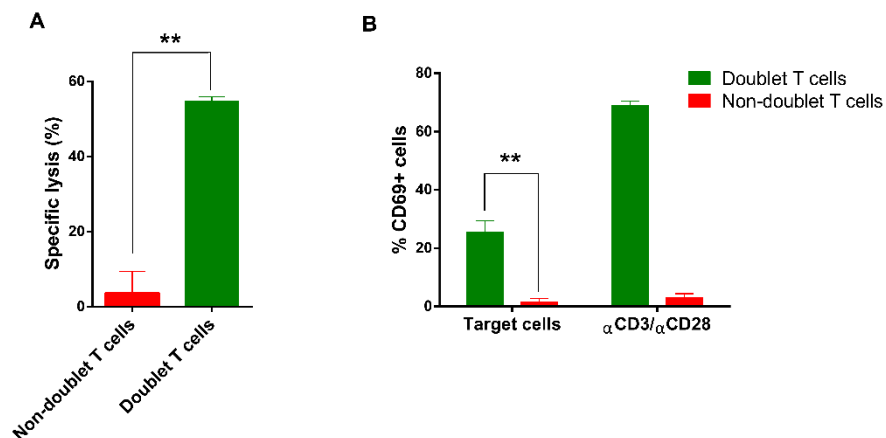 A
**
Specific lysis (%)
60
40
20
0
Non-doublet T cells
Doublet T cells
B
% CD69+ cells
80
60
40
20
0
**
Target cells
αCD3/αCD28
Doublet T cells
Non-doublet T cells